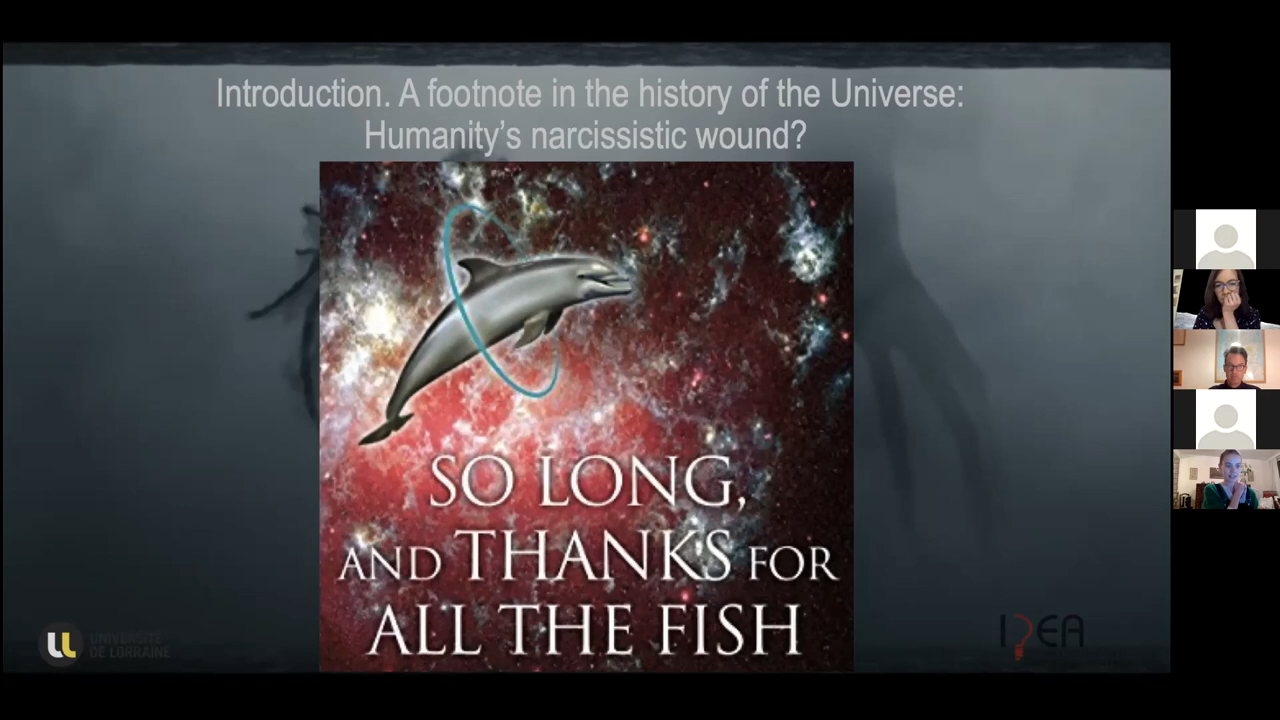 Introduction. A footnote in the history of the Universe:
Humanity’s narcissistic wound?
SO LONG,
AND THANKS FOR
ALL THE FISH
UNIVERSITÉ
DE LORRAINE
IDEA